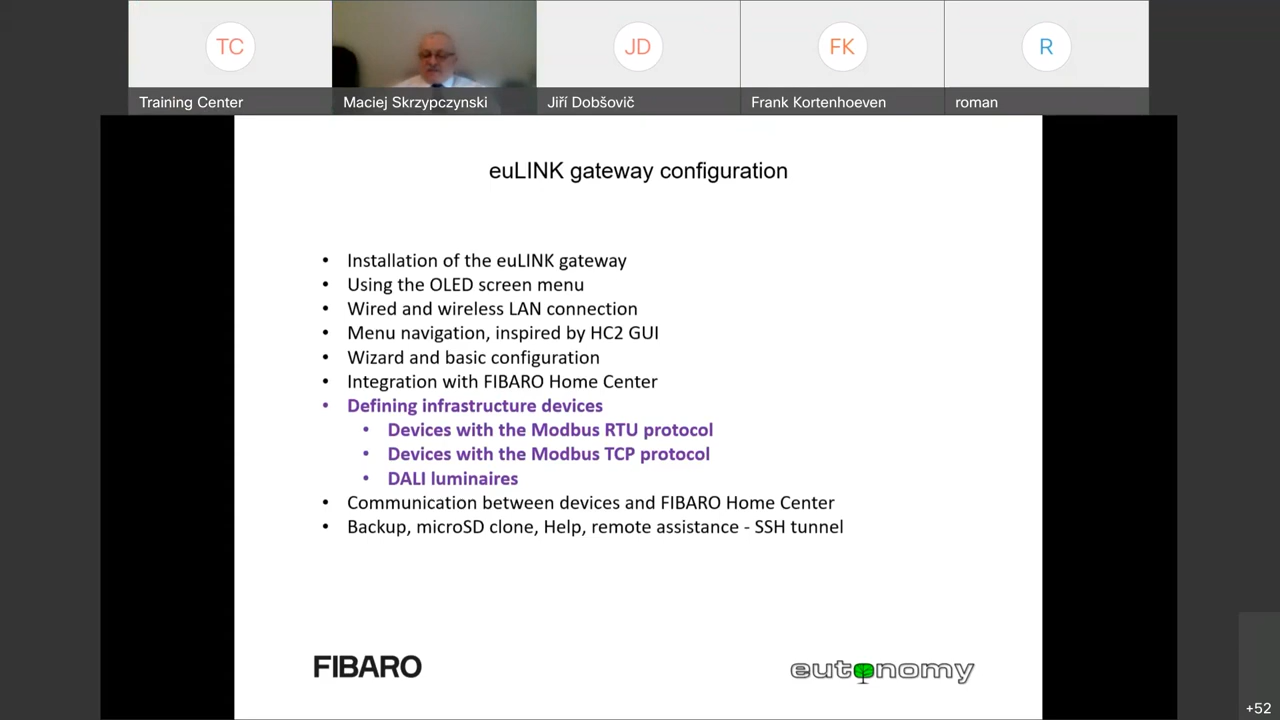 TC
JD
FK
R
Training Center
Maciej Skrzypczynski
Jiří Dobšovič
Frank Kortenhoeven
roman
euLINK gateway configuration
• Installation of the euLINK gateway
• Using the OLED screen menu
• Wired and wireless LAN connection
• Menu navigation, inspired by HC2 GUI
• Wizard and basic configuration
• Integration with FIBARO Home Center
• Defining infrastructure devices
• Devices with the Modbus RTU protocol
• Devices with the Modbus TCP protocol
• DALI luminaires
• Communication between devices and FIBARO Home Center
• Backup, microSD clone, Help, remote assistance - SSH tunnel
FIBARO
eutonomy
+52